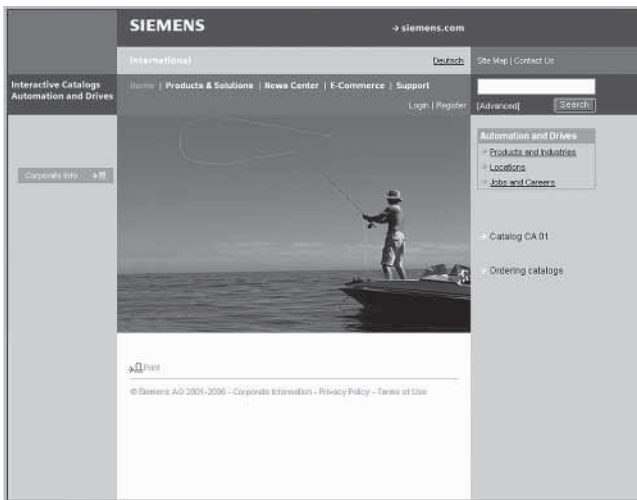 SIEMENS
→ siemens.com
International
Deutsch
Site Map | Contact Us
Interactive Catalogs
Automation and Drives
Home | Products & Solutions | News Center | E-Commerce | Support
Login | Register
[Advanced]
Search
Automation and Drives
→ Products and Industries
→ Locations
→ Jobs and Careers
Corporate Info
→ Catalog CA 01
→ Ordering catalogs
Print
© Siemens AG 2001-2006 - Corporate Information - Privacy Policy - Terms of Use